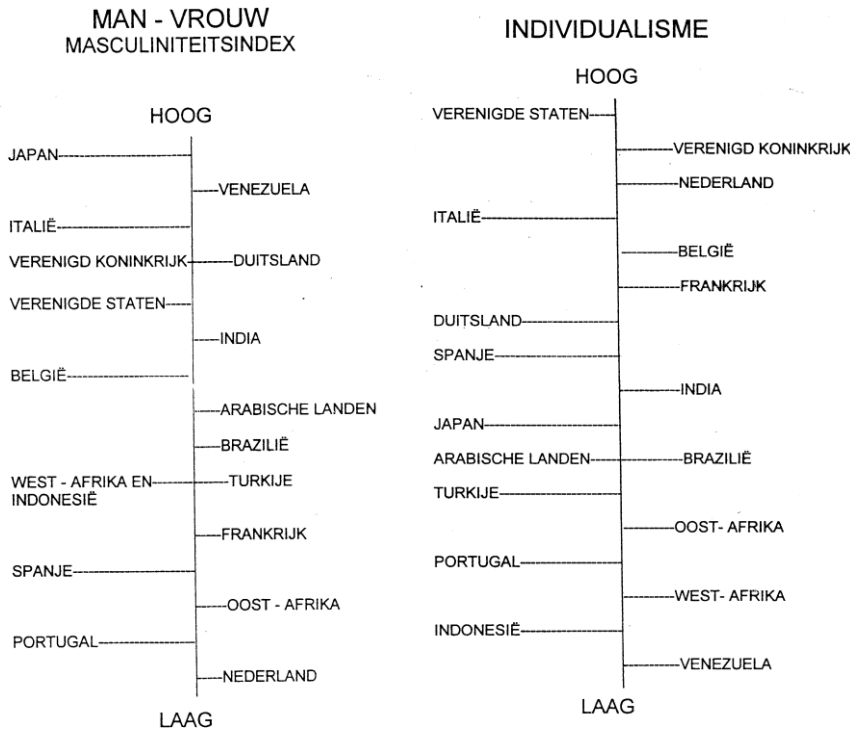 MAN - VROUW
MASCULINITEITSINDEX
HOOG
JAPAN
VENEZUELA
ITALIË
VERENIGD KONINKRIJK
DUITSLAND
VERENIGDE STATEN
INDIA
BELGIË
ARABISCHE LANDEN
BRAZILIË
WEST - AFRIKA EN
INDONESIË
TURKIJE
FRANKRIJK
SPANJE
OOST - AFRIKA
PORTUGAL
NEDERLAND
LAAG
INDIVIDUALISME
HOOG
VERENIGDE STATEN
VERENIGD KONINKRIJK
NEDERLAND
ITALIË
BELGIË
FRANKRIJK
DUITSLAND
SPANJE
INDIA
JAPAN
ARABISCHE LANDEN
BRAZILIË
TURKIJE
OOST- AFRIKA
PORTUGAL
WEST- AFRIKA
INDONESIË
VENEZUELA
LAAG